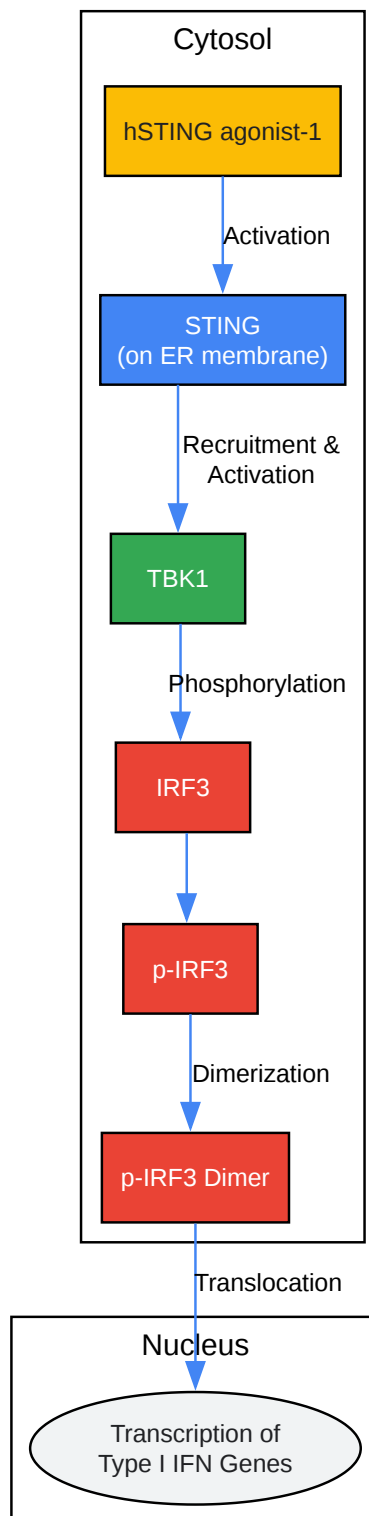 Cytosol
hSTING agonist-1
Activation
STING
(on ER membrane)
Recruitment &
Activation
TBK1
Phosphorylation
IRF3
p-IRF3
Dimerization
p-IRF3 Dimer
Translocation
Nucleus
Transcription of
Type I IFN Genes